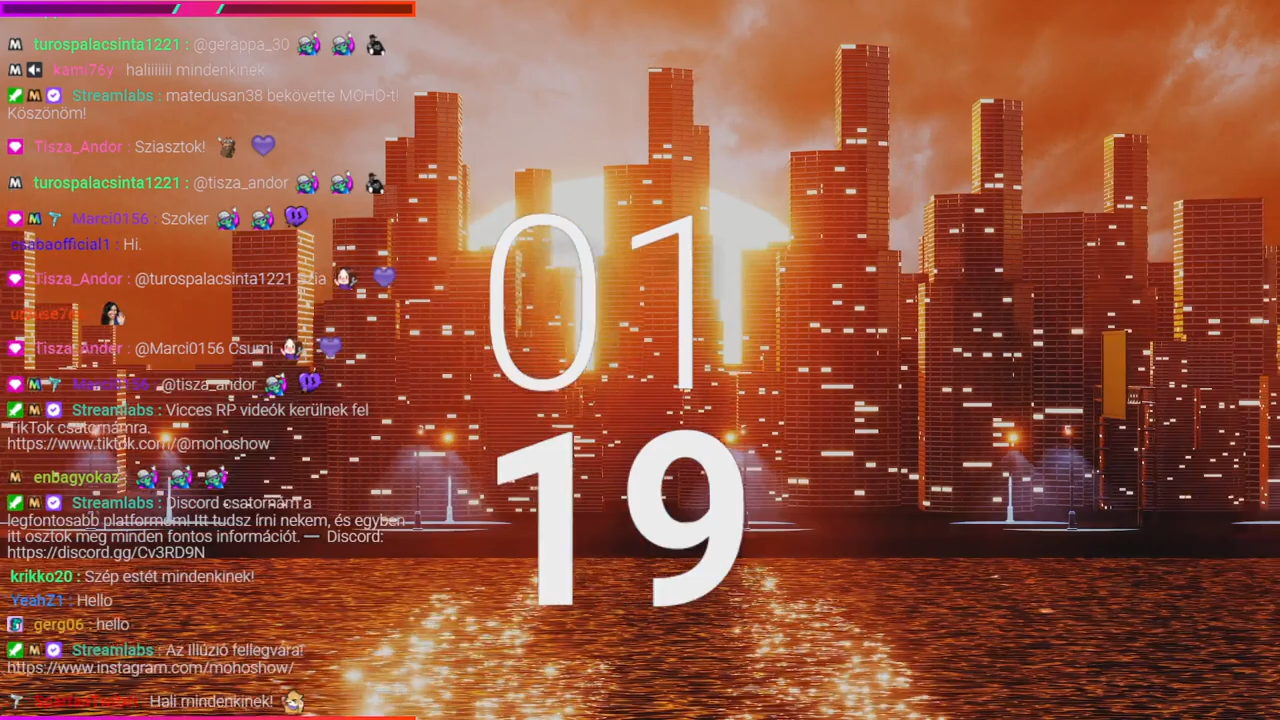 turospalacsinta1221 : @gerappa_30
kami76y haliiiiiii mindenkinek
Streamlabs : matedusan38 bekövette MOHO-t!
Köszönöm!
Tisza_Andor : Sziasztok!
turospalacsinta1221 : @tisza_andor
Marci0156 : Szoker
csabaofficial1 : Hi.
Tisza_Andor : @turospalacsinta1221 szia
Tisza_Andor : @Marci0156 Csumi
Marci0156 : @tisza_andor
Streamlabs : Vicces RP videók kerülnek fel
TikTok csatornámra.
https://www.tiktok.com/@mohoshow
enbagyokaz :
Streamlabs : Discord csatornám a
legfontosabb platformom! Itt tudsz írni nekem, és egyben
itt osztok meg minden fontos információt. — Discord:
https://discord.gg/Cv3RD9N
krikko20 : Szép estét mindenkinek!
YeahZ1 : Hello
gerg06 : hello
Streamlabs : Az Illúzió fellegvára!
https://www.instagram.com/mohoshow/
Hali mindenkinek!
01
19